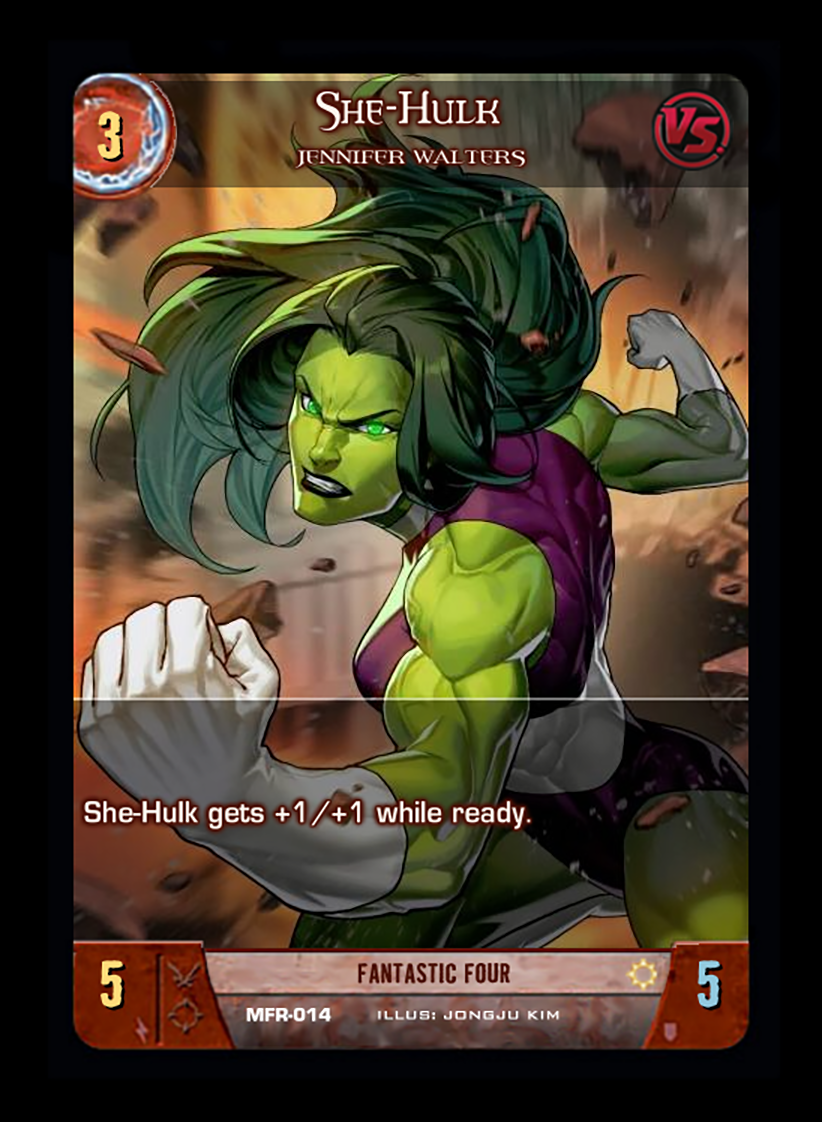 3
She-Hulk
Jennifer Walters
VS.
She-Hulk gets +1/+1 while ready.
5
Fantastic Four
5
MFR-014
Illus: Jongju Kim